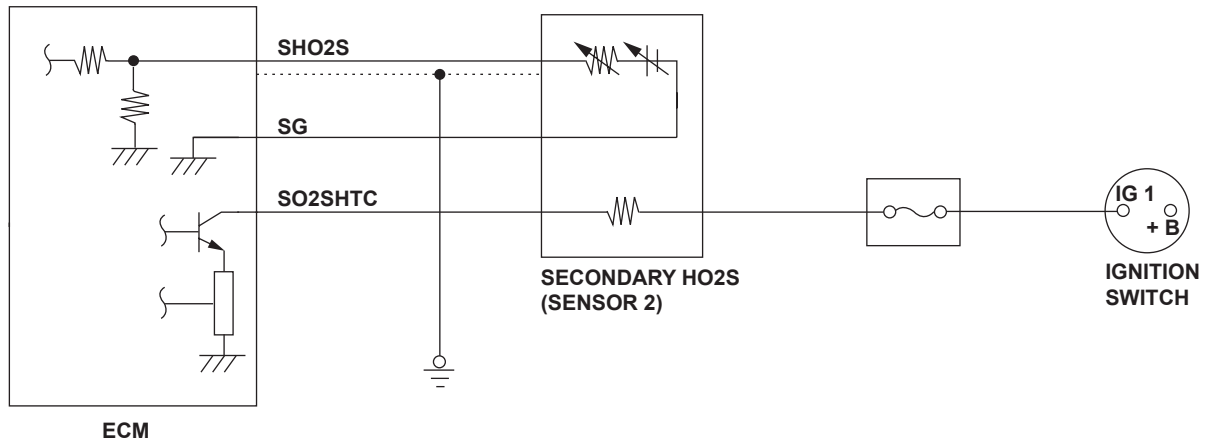 SHO2S
SG
SO2SHTC
IG 1
+ B
SECONDARY HO2S
(SENSOR 2)
IGNITION
SWITCH
ECM